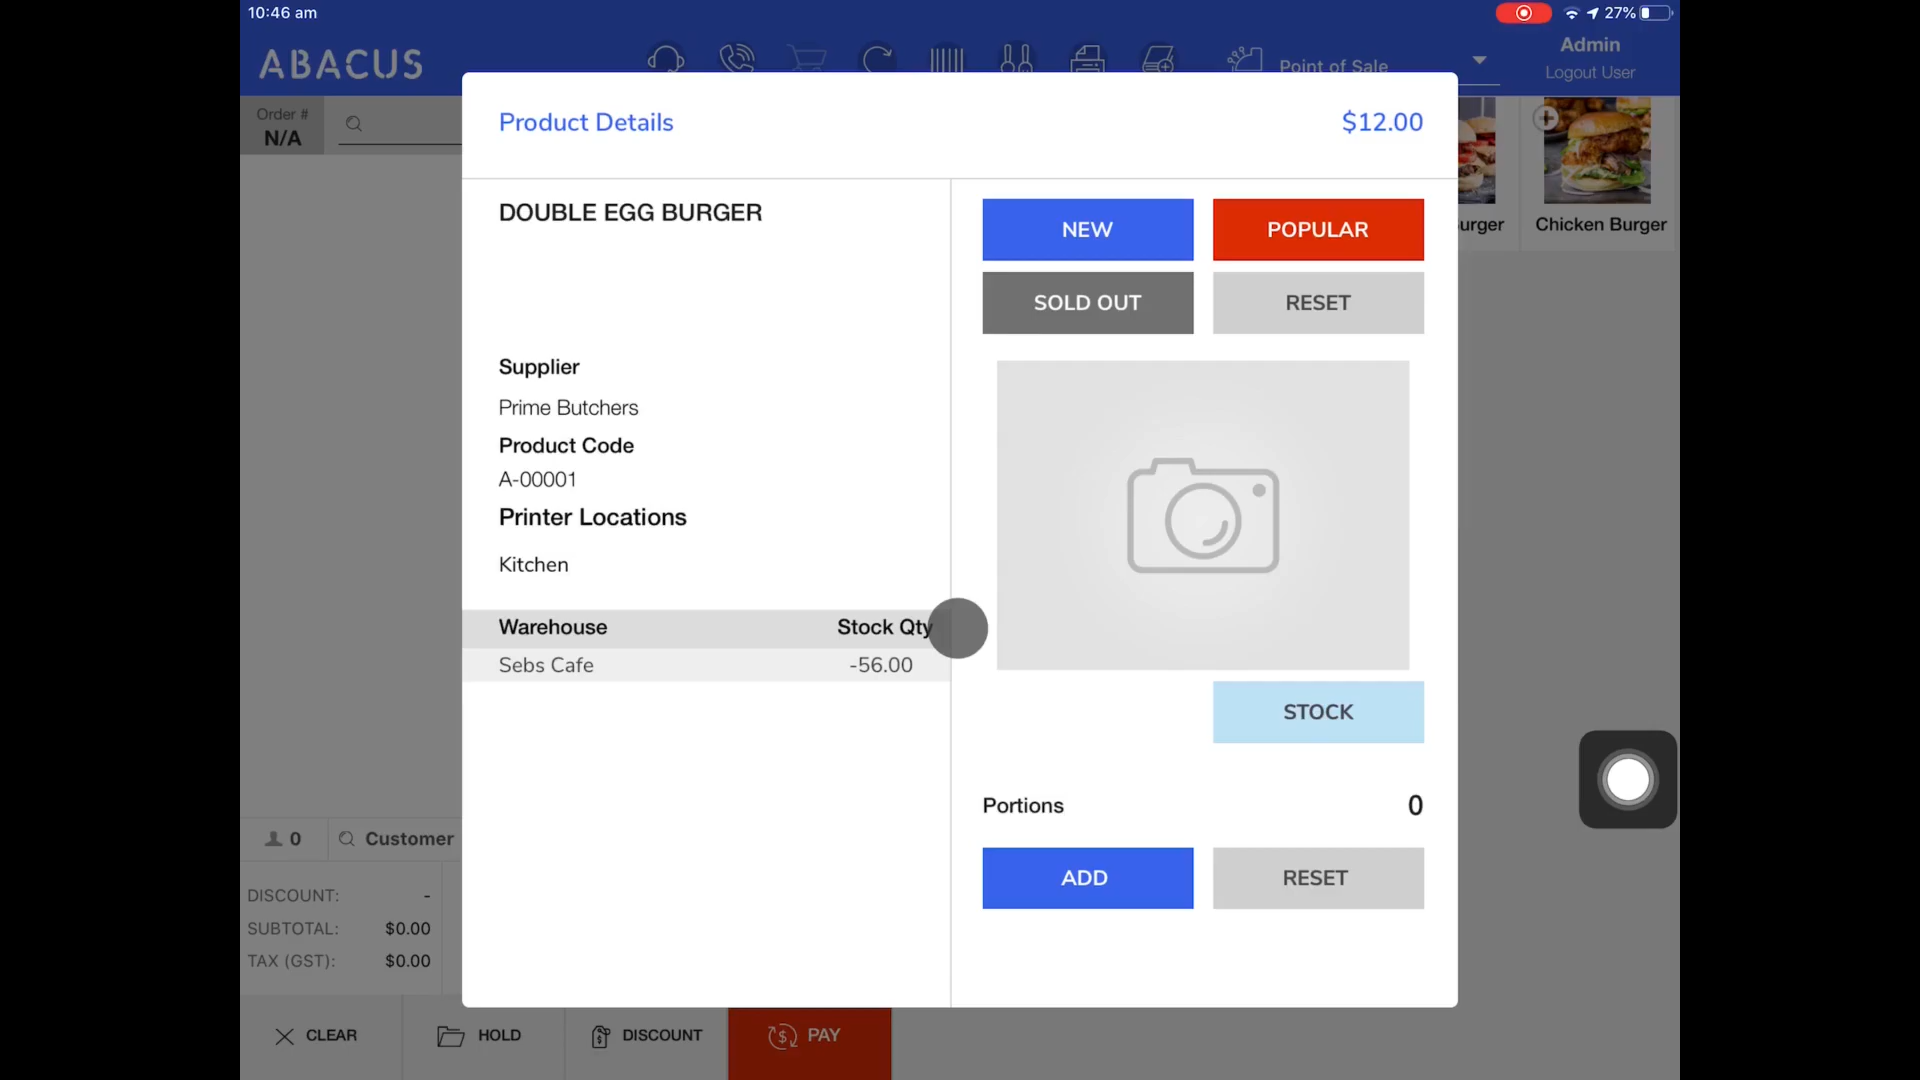 10:46 am
27%
ABACUS
Point of Sale
Admin
Logout User
Order #
N/A
Product Details
$12.00
DOUBLE EGG BURGER
NEW
POPULAR
SOLD OUT
RESET
urger
Chicken Burger
Supplier
Prime Butchers
Product Code
A-00001
Printer Locations
Kitchen
Warehouse Stock Qty
Sebs Cafe -56.00
STOCK
Portions 0
ADD
RESET
0
Customer
DISCOUNT: -
SUBTOTAL: $0.00
TAX (GST): $0.00
CLEAR
HOLD
DISCOUNT
PAY